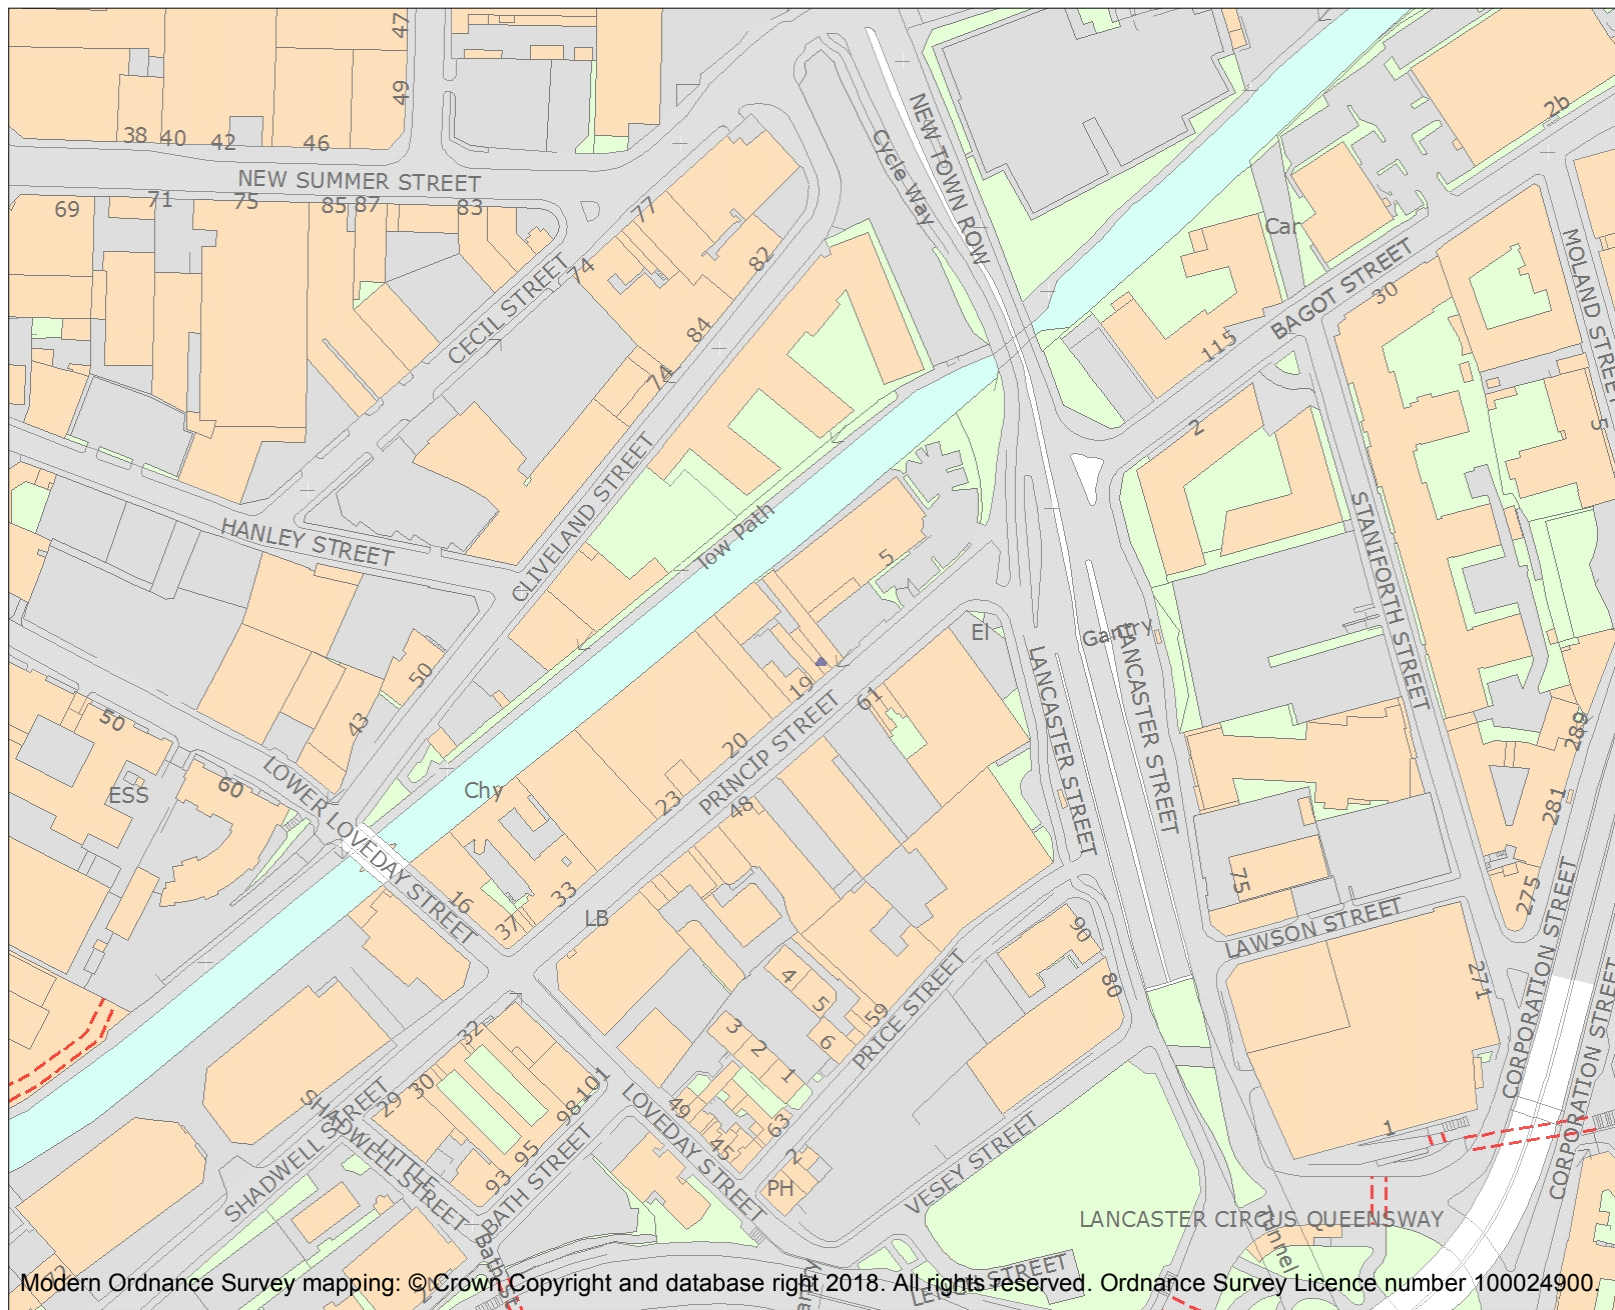 47
49
38 40 42 46
NEW SUMMER STREET
69 71 75 85 87 83
77
74
82
84
74
CECIL STREET
CLEVELAND STREET
HANLEY STREET
NEW TOWN ROW
Cycle Way
Car
2b
BAGOT STREET
30
115
2
MOLAND STREET
5
STANIFORTH STREET
Tow Path
5
El
Gantry
LANCASTER STREET
LANCASTER STREET
50
43
50
60
ESS
LOWER LOVEDAY STREET
Chy
19
61
20
PRINCIP STREET
23
48
16
37
33
LB
289
281
275
75
LAWSON STREET
271
CORPORATION STREET
CORPORATION STREET
90
80
4
5
6
59
PRICE STREET
3
2
1
32
30
29
SHADWELL STREET
LITTLE
SHADWELL STREET
101
98
95
93
BATH STREET
49
45
63
LOVEDAY STREET
2
PH
VESEY STREET
1
LANCASTER CIRCUS QUEENSWAY
Tunnel
Modern Ordnance Survey mapping: © Crown Copyright and database right 2018. All rights reserved. Ordnance Survey Licence number 100024900.